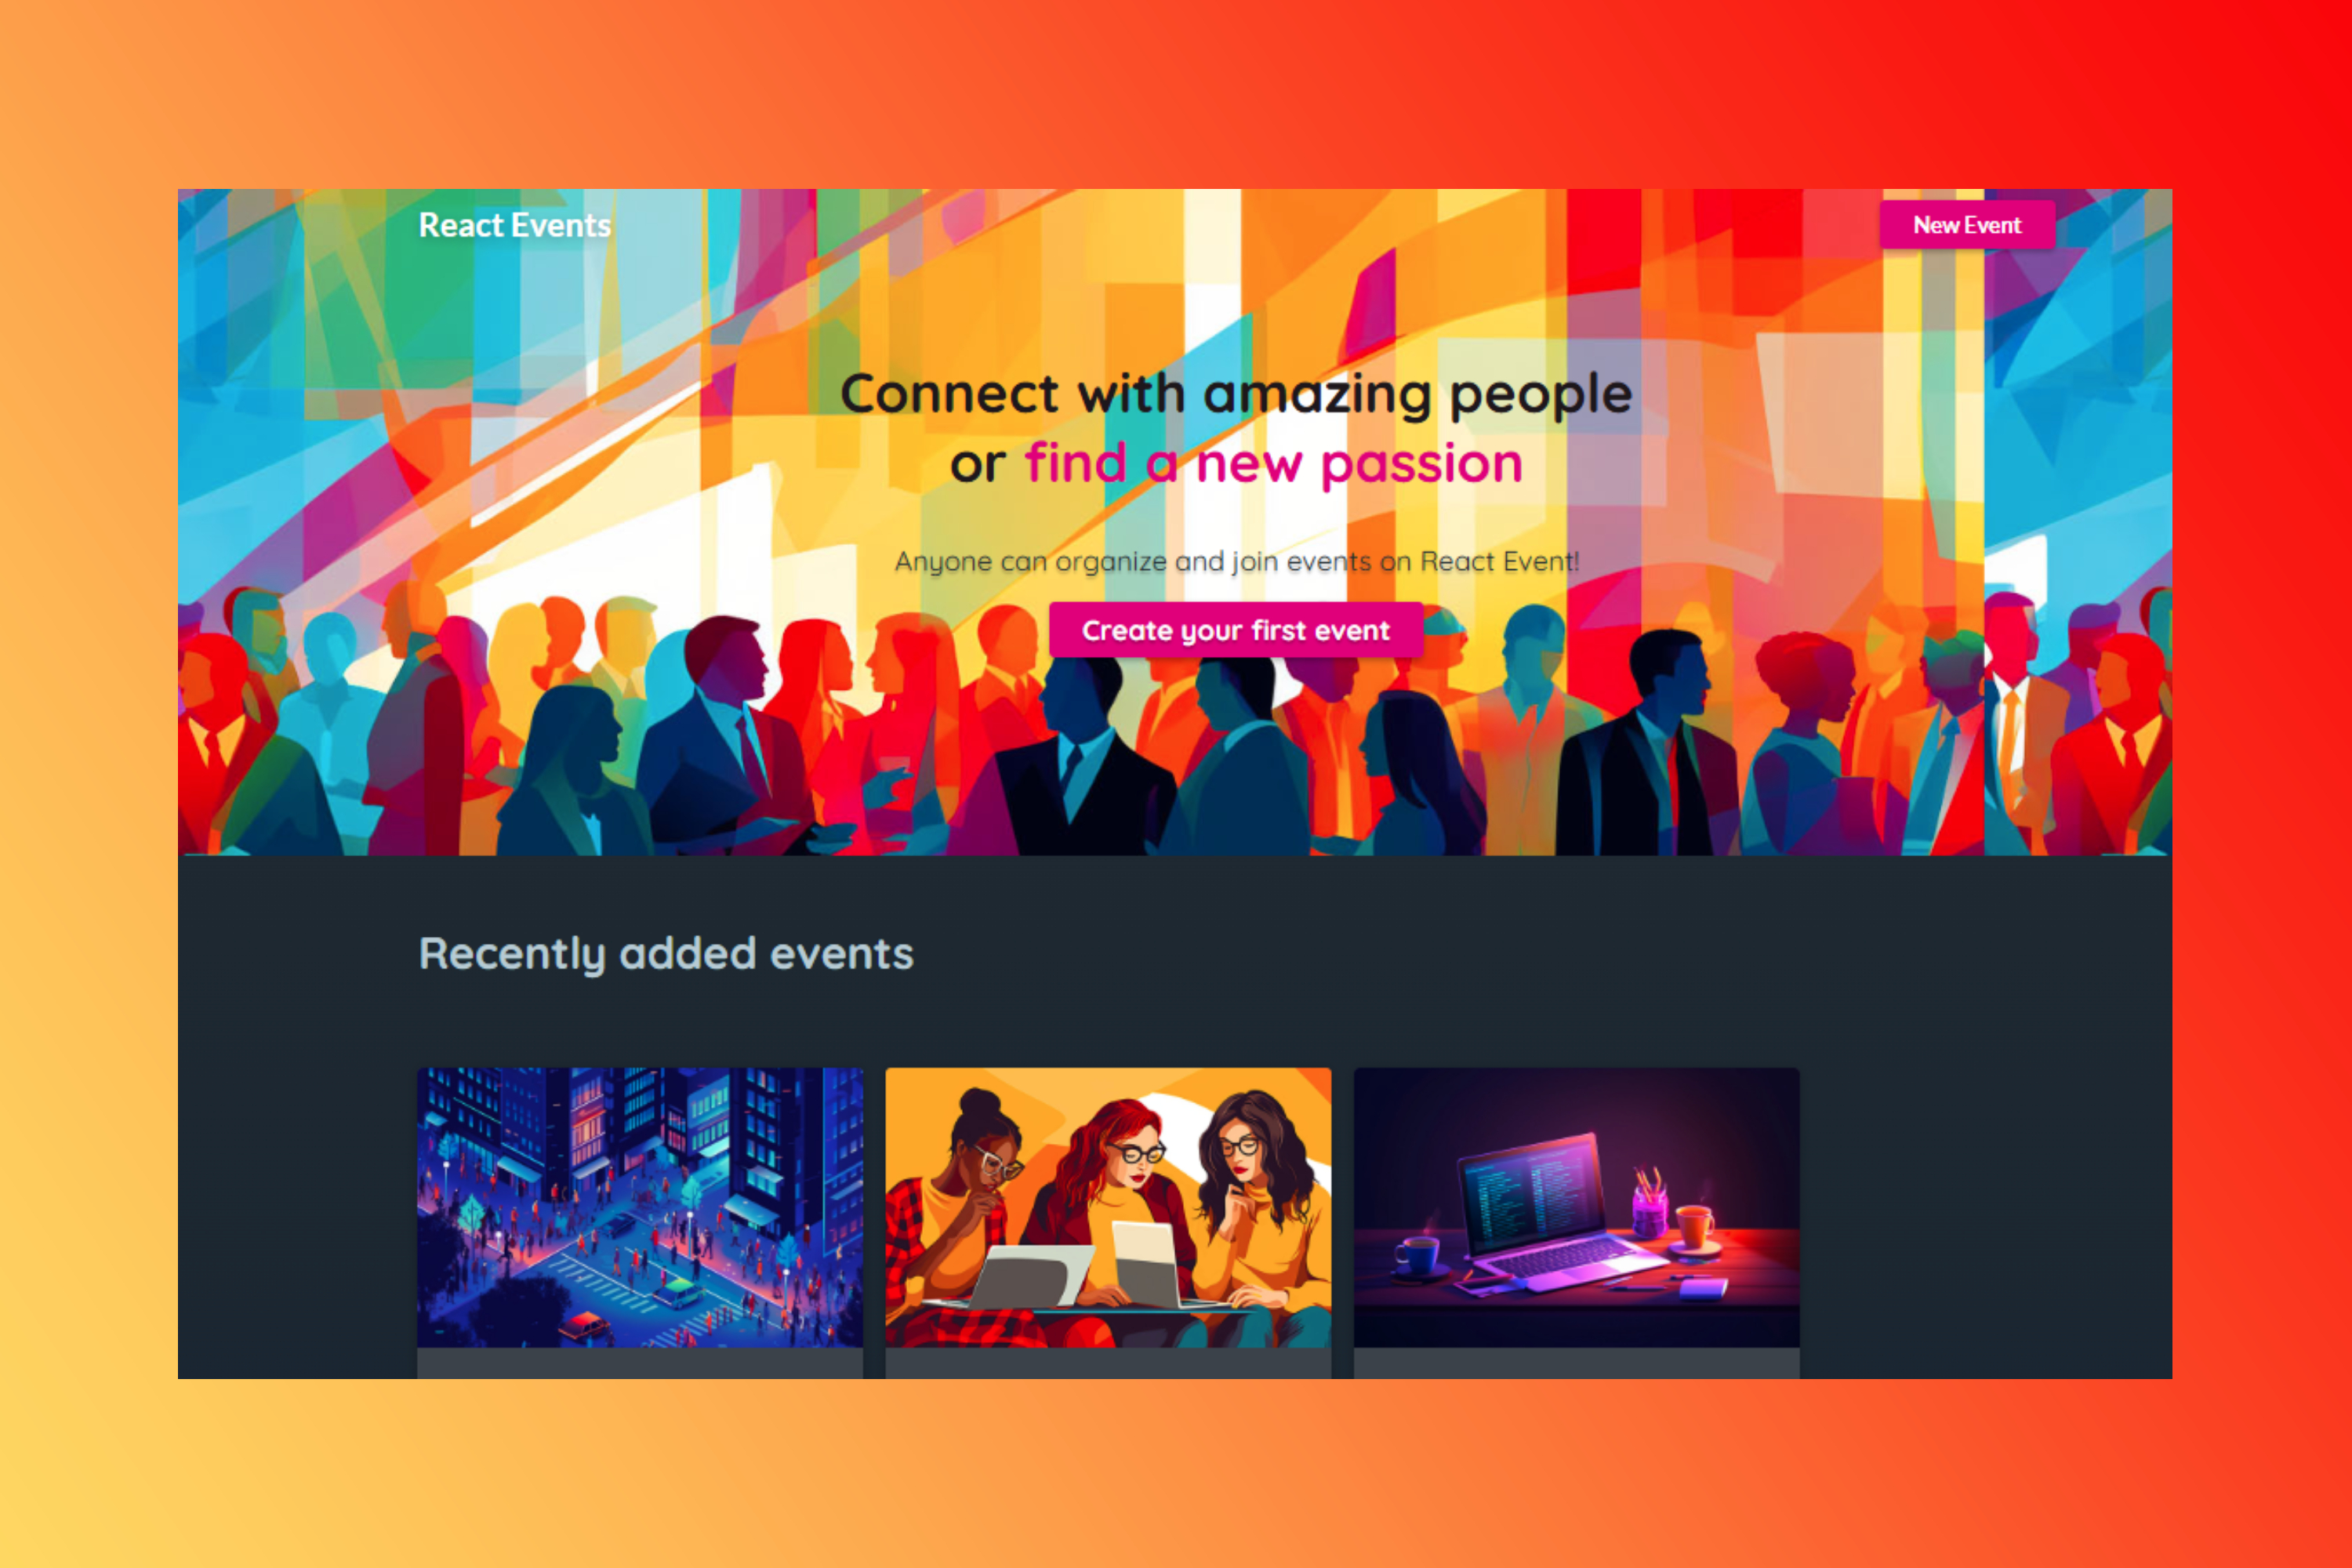 React Events
New Event
Connect with amazing people
or find a new passion
Anyone can organize and join events on React Event!
Create your first event
Recently added events